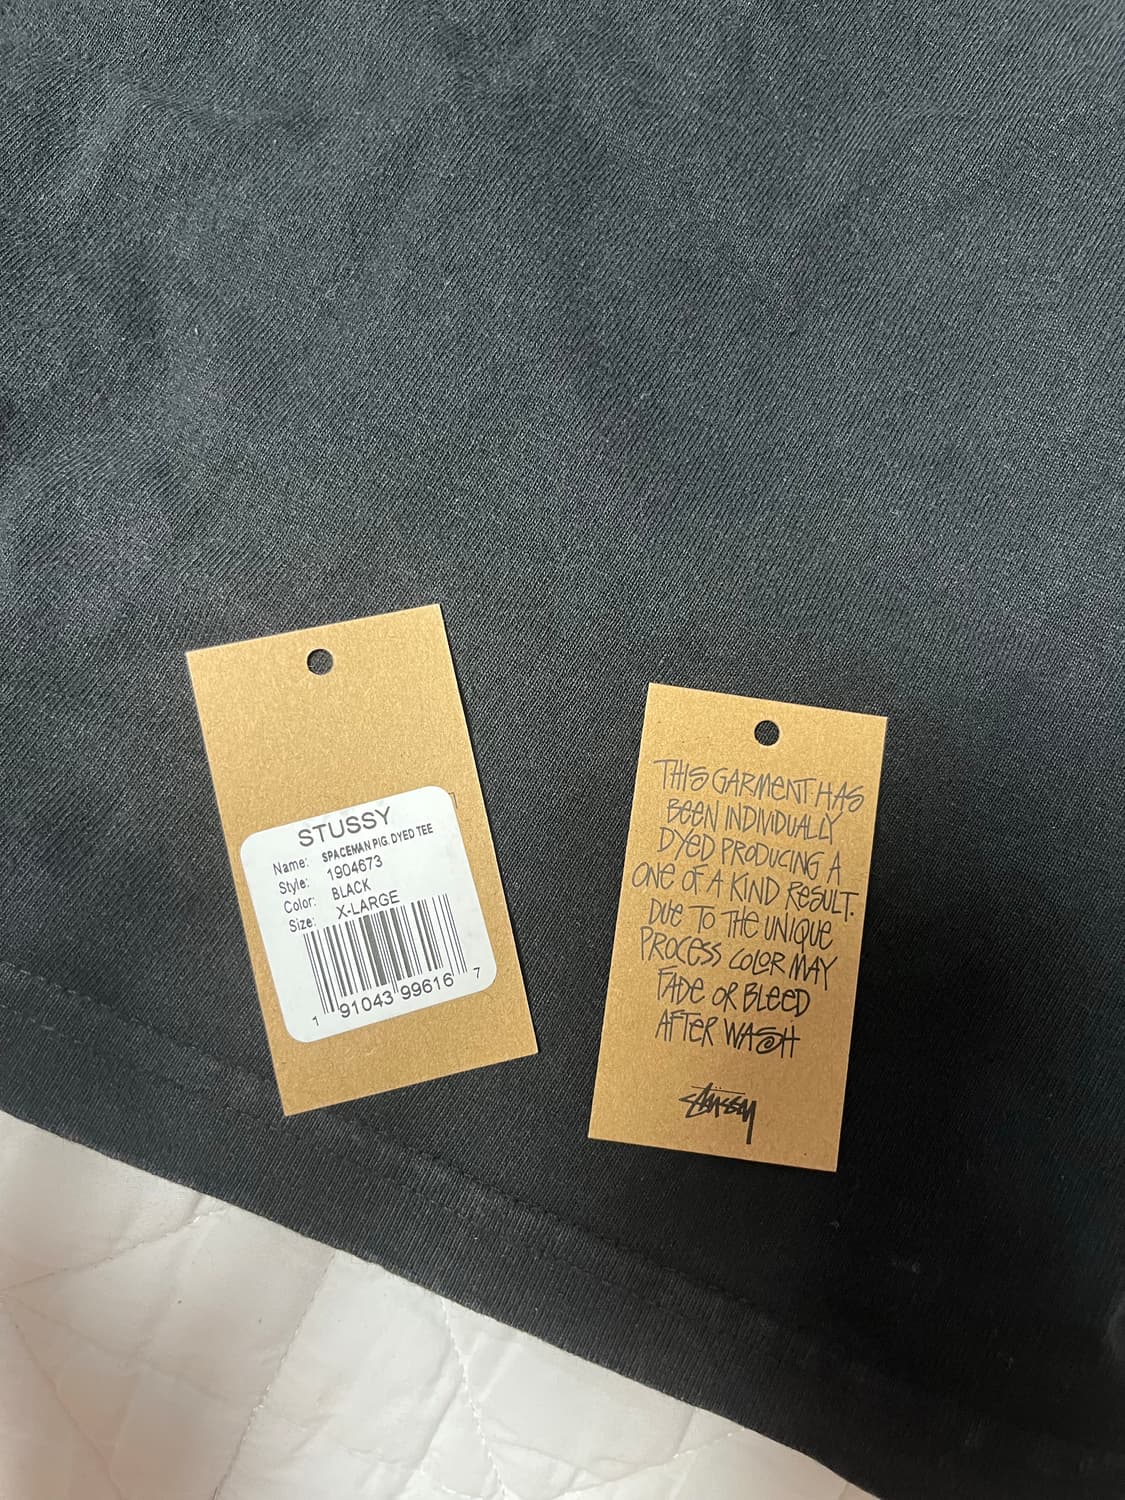 STUSSY
Name: SPACEMAN PIG. DYED TEE
Style: 1904673
Color: BLACK
Size: X-LARGE
1 91043 99616 7
THIS GARMENT HAS
BEEN INDIVIDUALLY
DYED PRODUCING A
ONE OF A KIND RESULT.
DUE TO THE UNIQUE
PROCESS COLOR MAY
FADE OR BLEED
AFTER WASH
STÜSSY